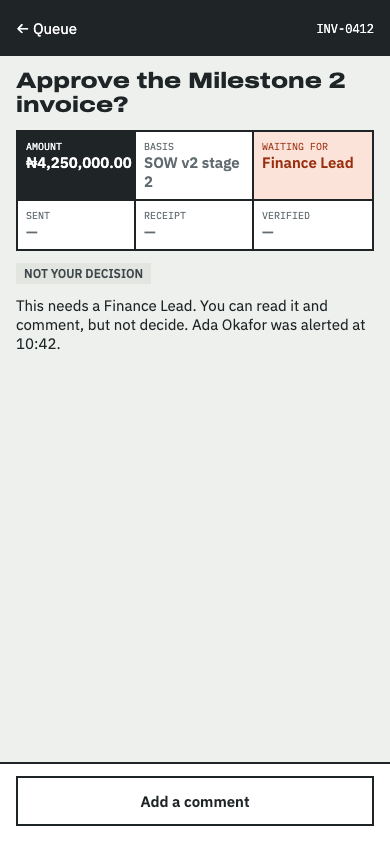 ← Queue
INV-0412
Approve the Milestone 2
invoice?
AMOUNT
₦4,250,000.00
BASIS
SOW v2 stage
2
WAITING FOR
Finance Lead
SENT
—
RECEIPT
—
VERIFIED
—
NOT YOUR DECISION
This needs a Finance Lead. You can read it and
comment, but not decide. Ada Okafor was alerted at
10:42.
Add a comment